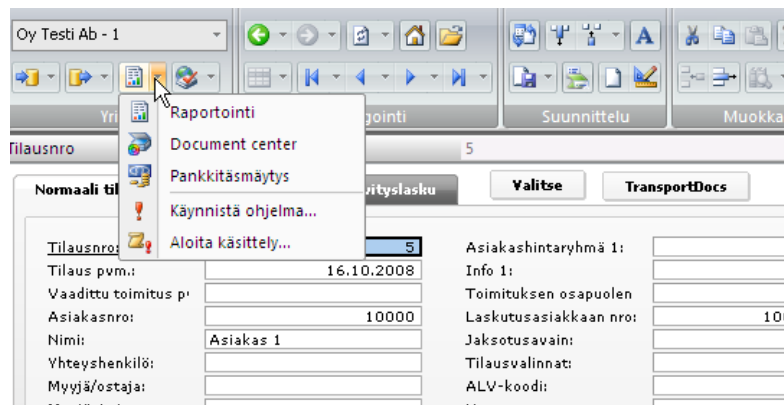 Oy Testi Ab - 1
Suunnittelu
Raportointi
Document center
Pankkitäsmäytys
Käynnistä ohjelma...
Aloita käsittely...
5
Valitse
TransportDocs
Tilausnro: 5
Asiakashintaryhmä 1:
Tilaus pvm.: 16.10.2008
Info 1:
Vaadittu toimitus
Toimituksen osapuolen
Asiakasnro: 10000
Laskutusasiakkaan nro:
Nimi: Asiakas 1
Jaksotusavain:
Yhteyshenkilö:
Tilausvalinnat:
Myyjä/ostaja:
ALV-koodi: